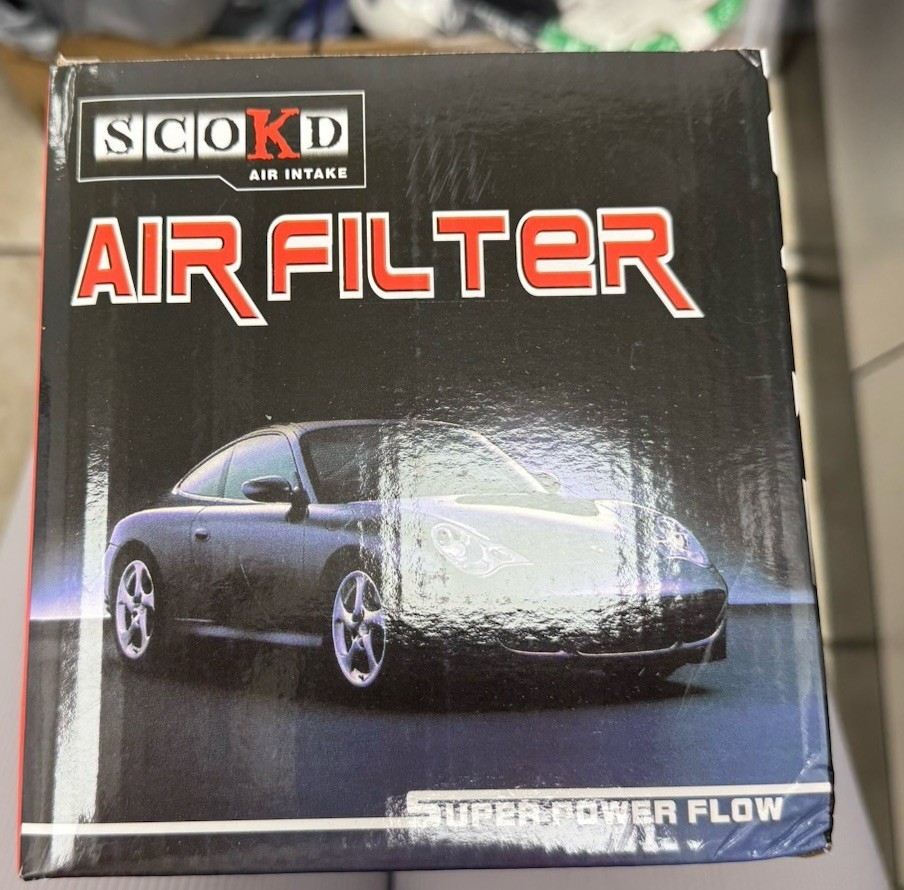 SCOKD
AIR INTAKE
AIR FILTER
SUPER POWER FLOW